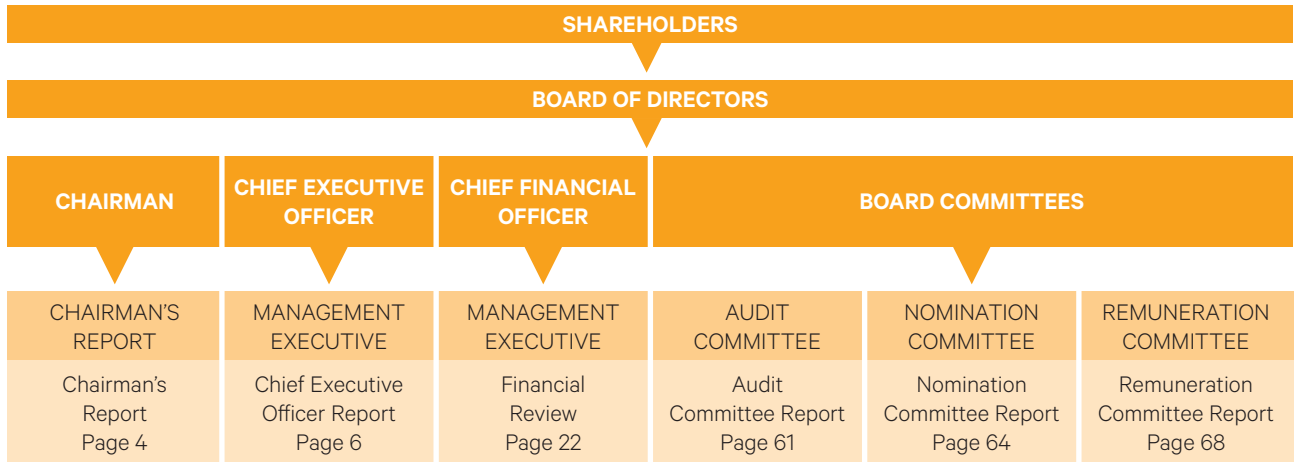 SHAREHOLDERS
BOARD OF DIRECTORS
CHAIRMAN
CHIEF EXECUTIVE
OFFICER
CHIEF FINANCIAL
OFFICER
BOARD COMMITTEES
CHAIRMAN’S
REPORT
MANAGEMENT
EXECUTIVE
MANAGEMENT
EXECUTIVE
AUDIT
COMMITTEE
NOMINATION
COMMITTEE
REMUNERATION
COMMITTEE
Chairman’s
Report
Page 4
Chief Executive
Officer Report
Page 6
Financial
Review
Page 22
Audit
Committee Report
Page 61
Nomination
Committee Report
Page 64
Remuneration
Committee Report
Page 68